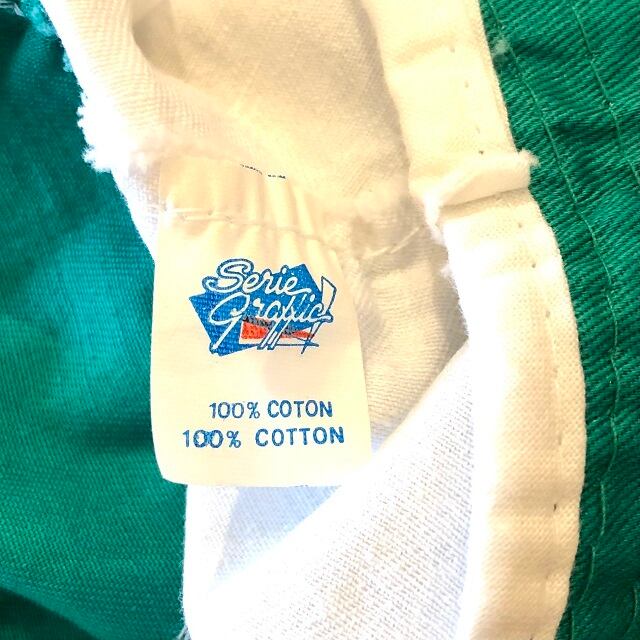 Serie
graffic!
100% COTON
100% COTTON